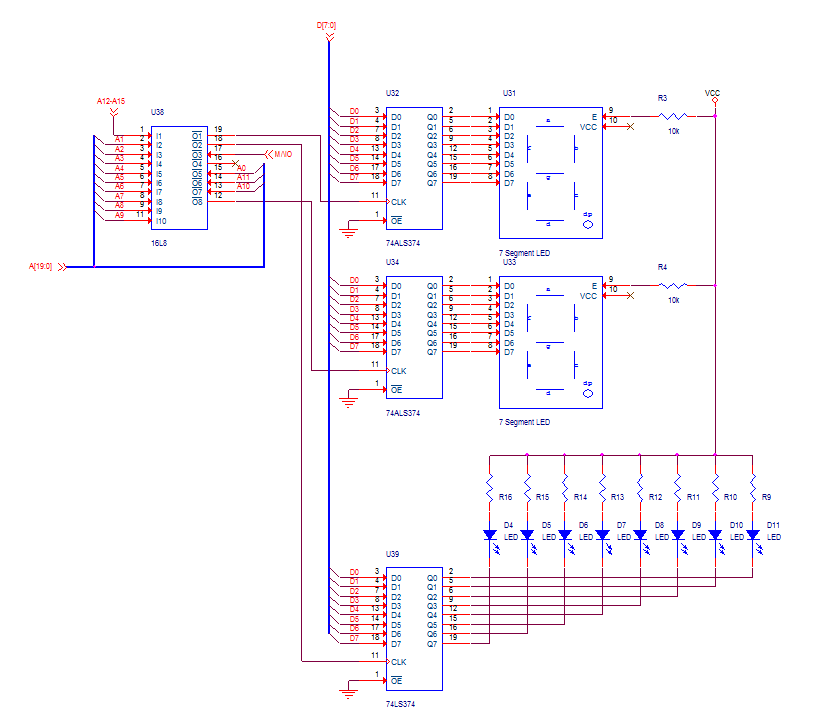 D[7:0]
A12-A15
U38
1 I1 O1 19
A1 2 I2 O2 18
A2 3 I3 O3 17 M/IO
A3 4 I4 O4 16
A4 5 I5 O5 15 A0
A5 6 I6 O6 14 A11
A6 7 I7 O7 13 A10
A7 8 I8 O8 12
A8 9 I9
A9 11 I10
16L8
A[19:0]
U32
D0 3 D0 Q0 2
D1 4 D1 Q1 5
D2 7 D2 Q2 6
D3 8 D3 Q3 9
D4 13 D4 Q4 12
D5 14 D5 Q5 15
D6 17 D6 Q6 16
D7 18 D7 Q7 19
11 CLK
1 OE
74ALS374
U31
1 D0 E 9
2 D1 VCC 10
3 D2
4 D3
5 D4
6 D5
7 D6
8 D7
a
f b
g
e c
d dp
7 Segment LED
R3
10k
VCC
U34
D0 3 D0 Q0 2
D1 4 D1 Q1 5
D2 7 D2 Q2 6
D3 8 D3 Q3 9
D4 13 D4 Q4 12
D5 14 D5 Q5 15
D6 17 D6 Q6 16
D7 18 D7 Q7 19
11 CLK
1 OE
74ALS374
U33
1 D0 E 9
2 D1 VCC 10
3 D2
4 D3
5 D4
6 D5
7 D6
8 D7
a
g
d dp
7 Segment LED
R4
10k
R16 R15 R14 R13 R12 R11 R10 R9
D4 D5 D6 D7 D8 D9 D10 D11
LED LED LED LED LED LED LED LED
U39
D0 3 D0 Q0 2
D1 4 D1 Q1 5
D2 7 D2 Q2 6
D3 8 D3 Q3 9
D4 13 D4 Q4 12
D5 14 D5 Q5 15
D6 17 D6 Q6 16
D7 18 D7 Q7 19
11 CLK
1 OE
74LS374